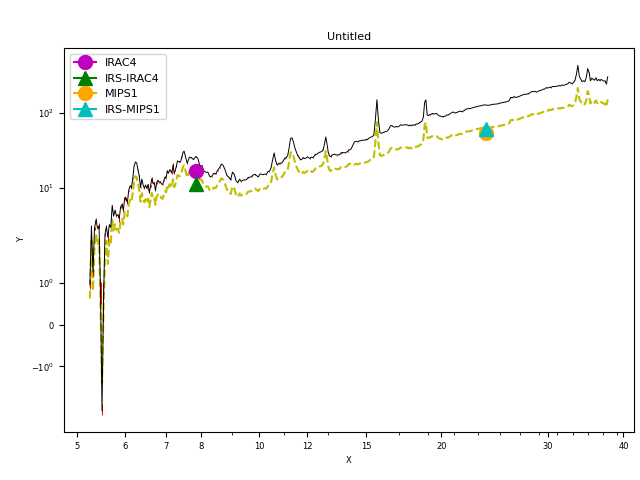 Untitled
IRAC4
IRS-IRAC4
MIPS1
IRS-MIPS1
Y
10²
10¹
10⁰
0
−10⁰
5 6 7 8 10 12 15 20 30 40
X